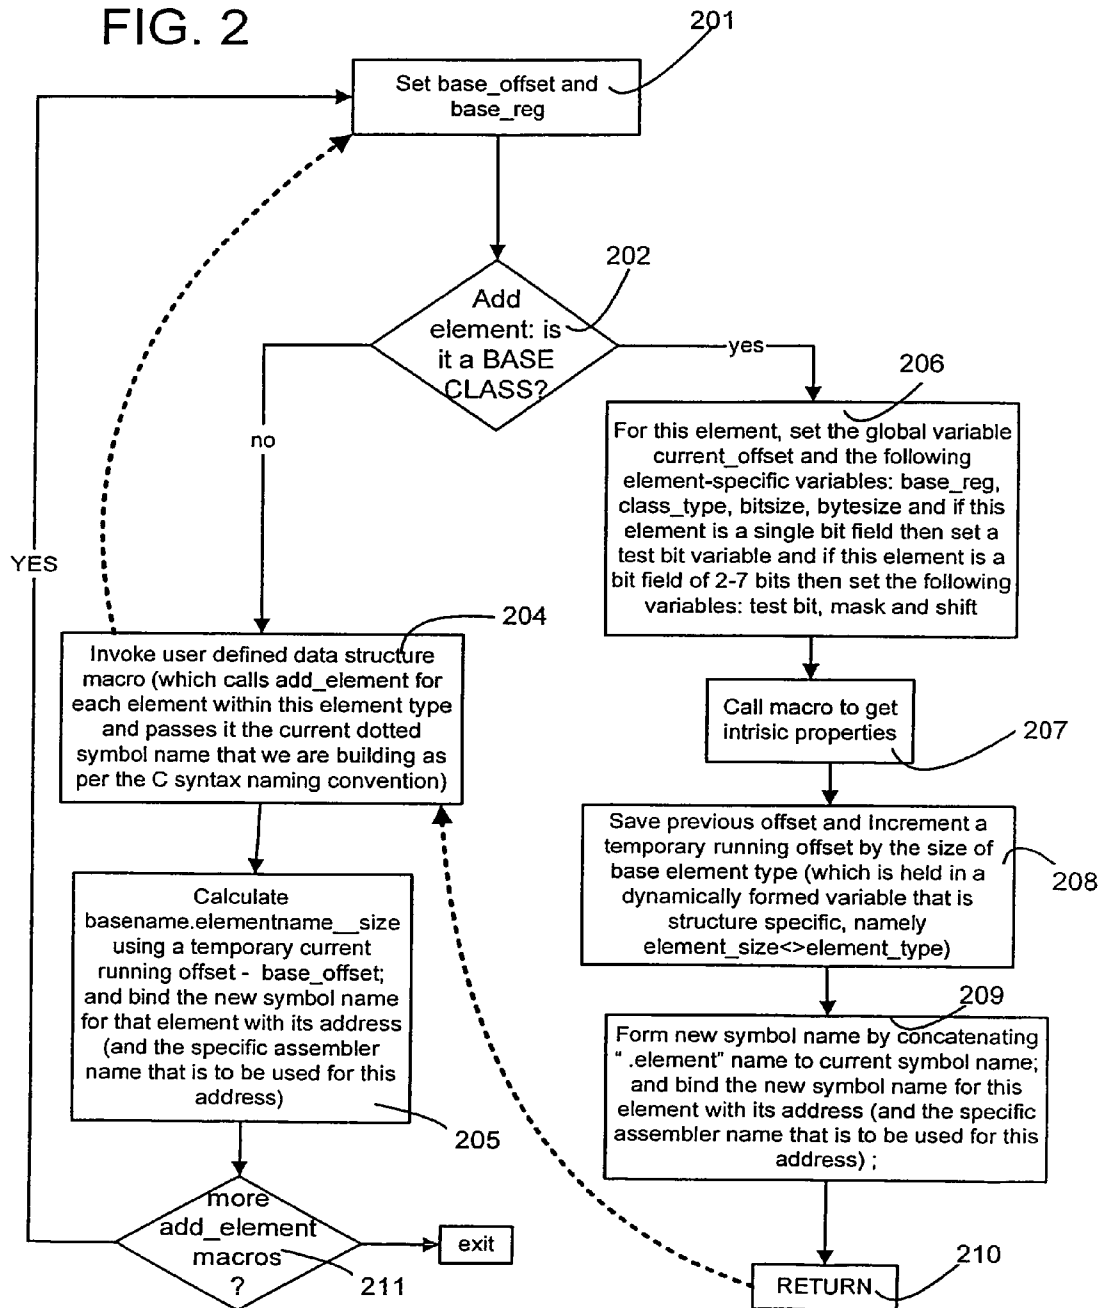 FIG. 2
201
Set base_offset and
base_reg
202
Add
element: is
it a BASE
CLASS?
yes
no
YES
206
For this element, set the global variable
current_offset and the following
element-specific variables: base_reg,
class_type, bitsize, bytesize and if this
element is a single bit field then set a
test bit variable and if this element is a
bit field of 2-7 bits then set the following
variables: test bit, mask and shift
204
Invoke user defined data structure
macro (which calls add_element for
each element within this element type
and passes it the current dotted
symbol name that we are building as
per the C syntax naming convention)
Call macro to get
intrisic properties
207
Save previous offset and Increment a
temporary running offset by the size of
base element type (which is held in a
dynamically formed variable that is
structure specific, namely
element_size<>element_type)
208
Calculate
basename.elementname__size
using a temporary current
running offset - base_offset;
and bind the new symbol name
for that element with its address
(and the specific assembler
name that is to be used for this
address)
205
209
Form new symbol name by concatenating
" .element" name to current symbol name;
and bind the new symbol name for this
element with its address (and the specific
assembler name that is to be used for this
address) ;
more
add_element
macros
?
211
exit
210
RETURN